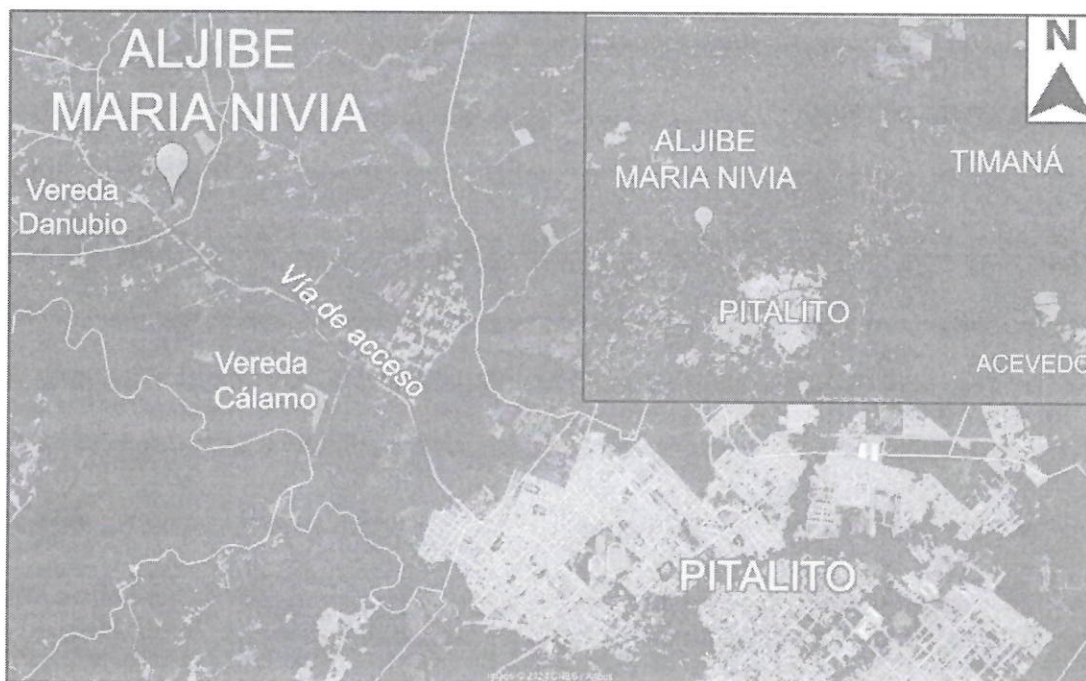 ALJIBE
MARIA NIVIA
Vereda
Danubio
Vía de acceso
Vereda
Cálamo
PITALITO
N
ALJIBE
MARIA NIVIA
TIMANÁ
PITALITO
ACEVEDO